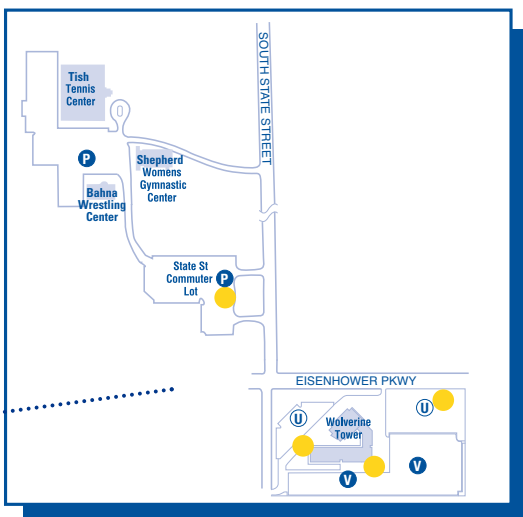 SOUTH STATE STREET
Tish
Tennis
Center
P
Shepherd
Womens
Gymnastic
Center
Bahna
Wrestling
Center
State St
Commuter
Lot
P
EISENHOWER PKWY
U
U
Wolverine
Tower
V
V